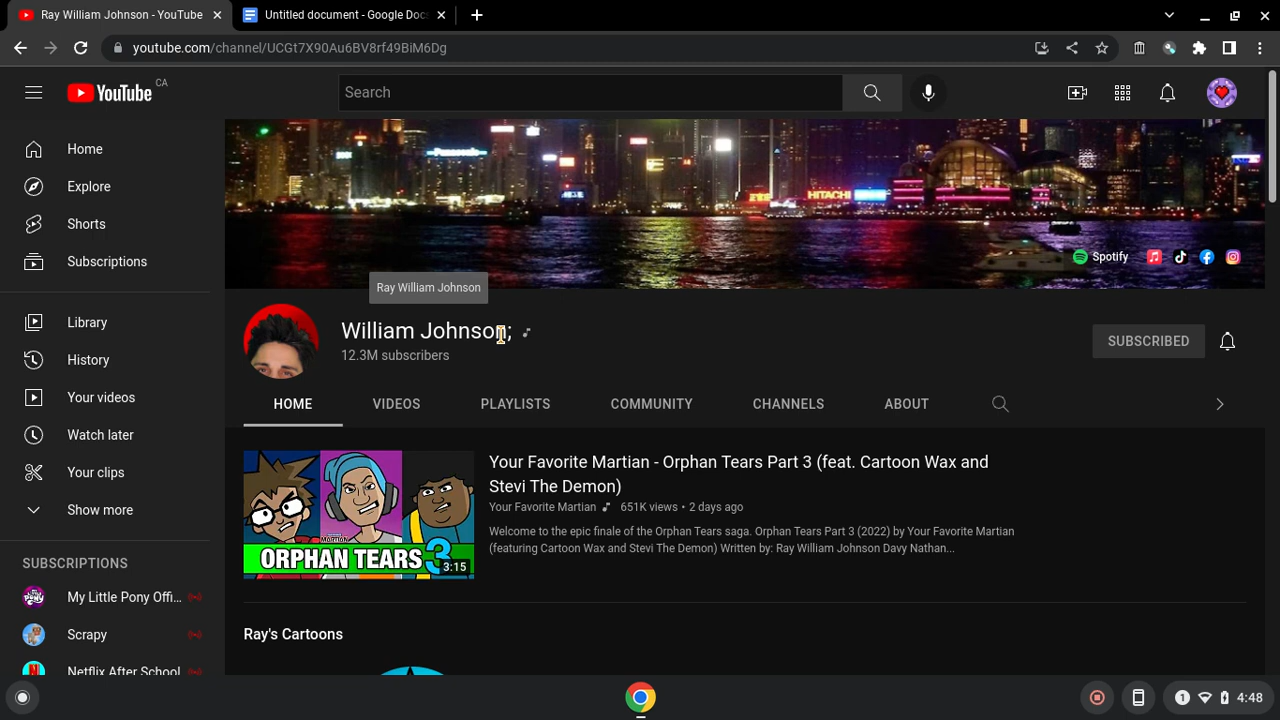 Ray William Johnson - YouTube
Untitled document - Google Docs
youtube.com/channel/UCGt7X90Au6BV8rf49BiM6Dg
YouTube CA
Search
Home
Explore
Shorts
Subscriptions
Library
History
Your videos
Watch later
Your clips
Show more
SUBSCRIPTIONS
My Little Pony Offi...
Scrapy
Netflix After School
Panasonic
HITACHI
Spotify
Ray William Johnson
William Johnson;
12.3M subscribers
SUBSCRIBED
HOME VIDEOS PLAYLISTS COMMUNITY CHANNELS ABOUT
MARTIAN
ORPHAN TEARS 3
3:15
Your Favorite Martian - Orphan Tears Part 3 (feat. Cartoon Wax and
Stevi The Demon)
Your Favorite Martian 651K views • 2 days ago
Welcome to the epic finale of the Orphan Tears saga. Orphan Tears Part 3 (2022) by Your Favorite Martian
(featuring Cartoon Wax and Stevi The Demon) Written by: Ray William Johnson Davy Nathan...
Ray's Cartoons
1 4:48